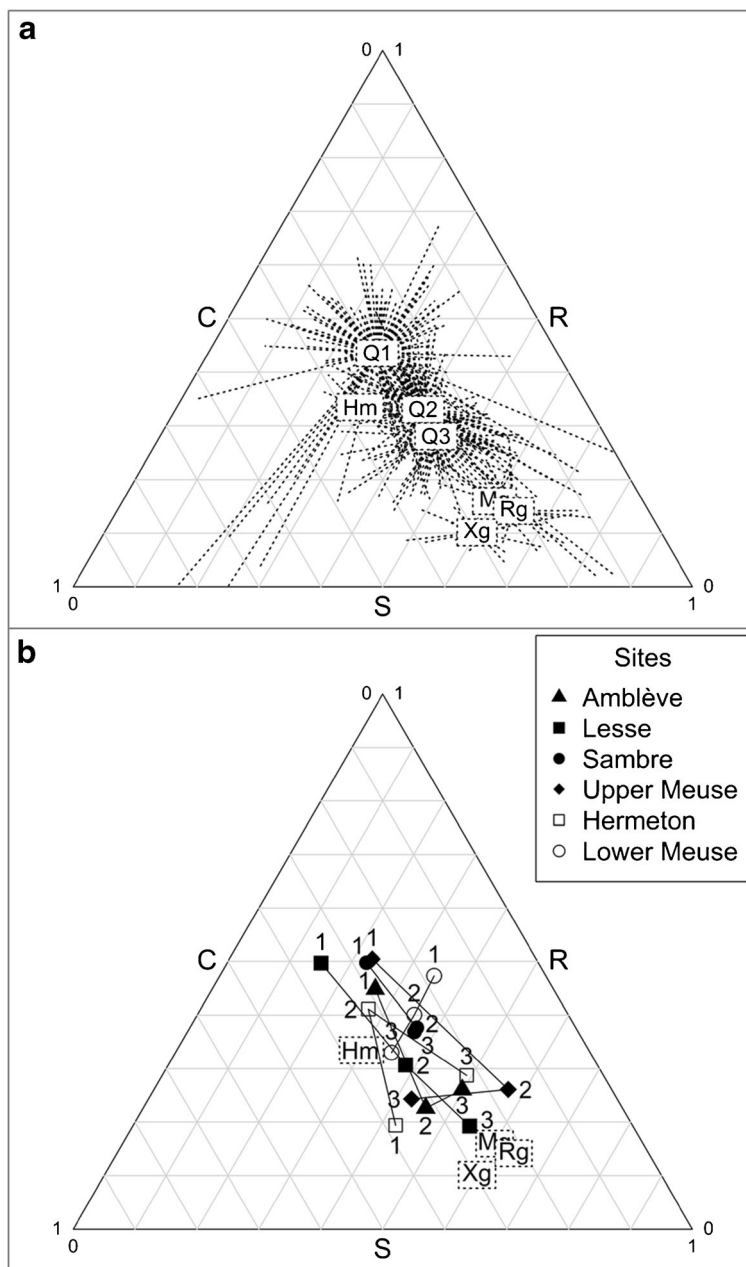 a
0 1
C
R
Q1
Hm
Q2
Q3
Rg
Xg
1
0
0
S
1
b
Sites
Amblève
Lesse
Sambre
Upper Meuse
Hermeton
Lower Meuse
0 1
C
R
1
1
1
1
1
2
2
3
2
Hm
3
3
2
3
2
3
2
3
1
Rg
Xg
1
0
0
S
1